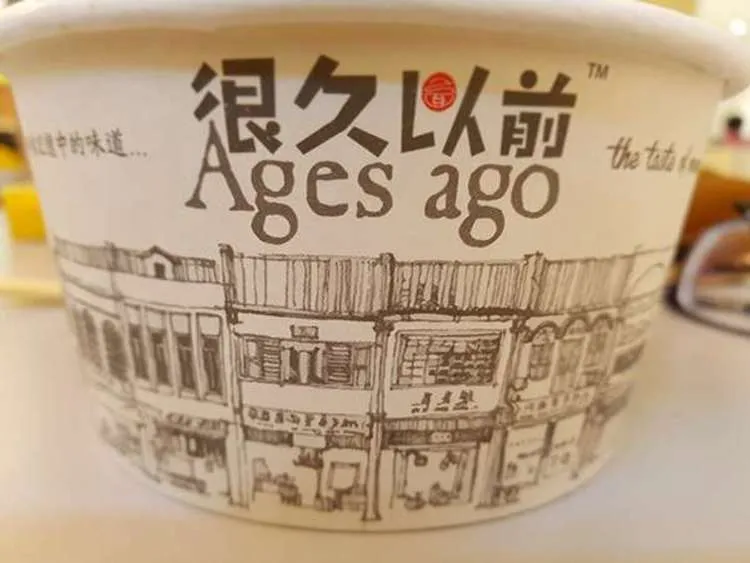 很久以前 TM
Ages ago
中的味道...
the taste of